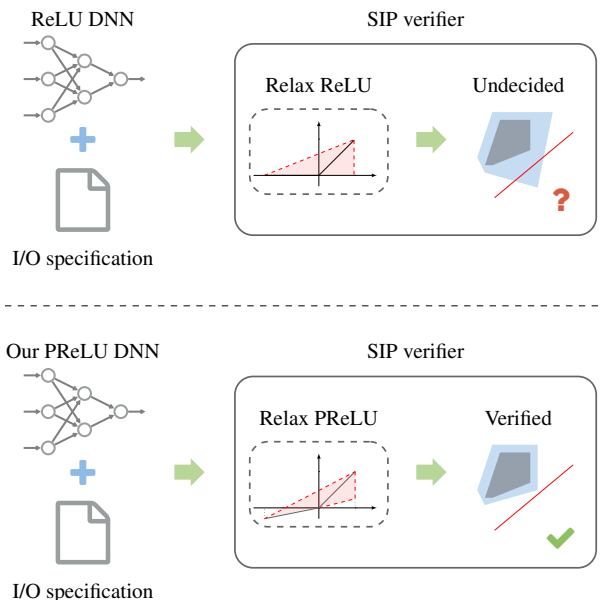 ReLU DNN
SIP verifier
Relax ReLU
Undecided
?
I/O specification
Our PReLU DNN
SIP verifier
Relax PReLU
Verified
I/O specification